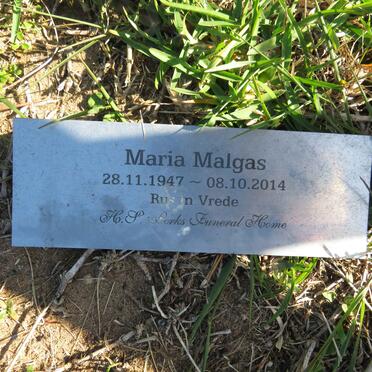 Maria Malgas
28.11.1947 ~ 08.10.2014
Rus in Vrede
H.S. Funeral Home